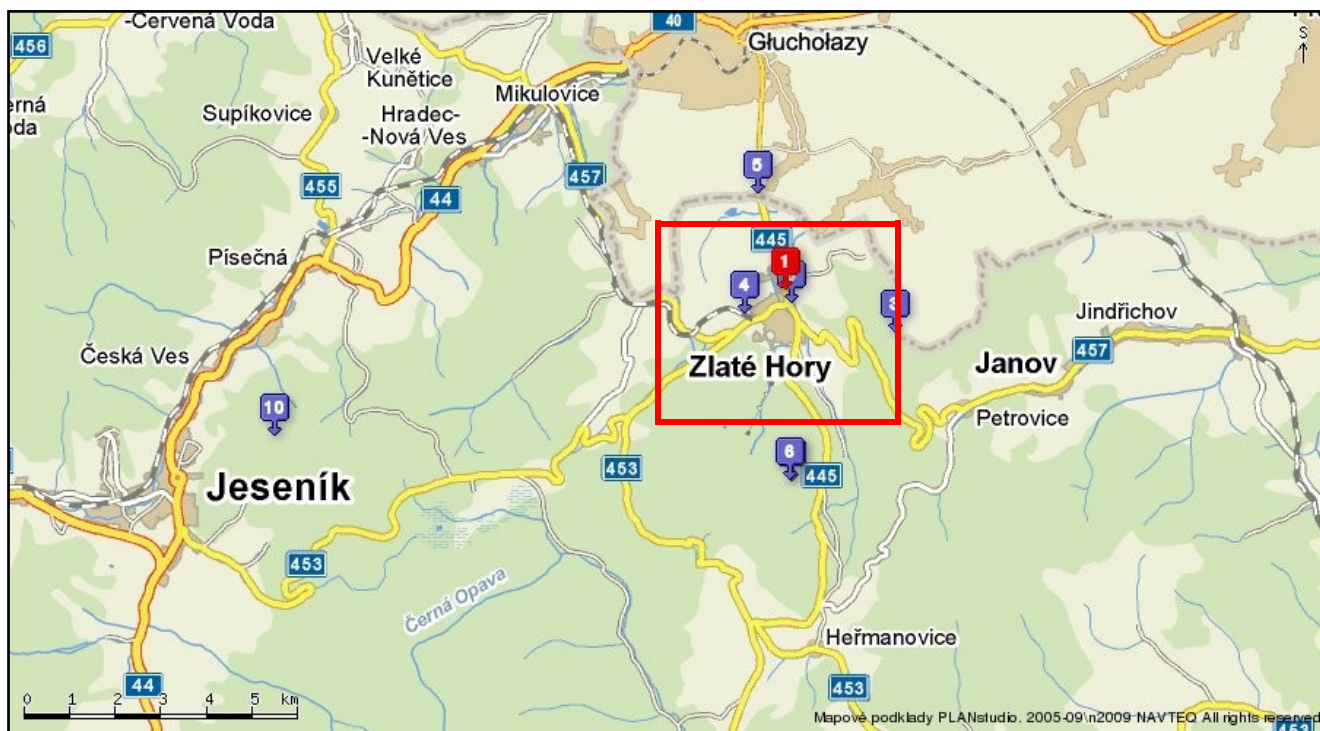 -Červená Voda
40
Głuchołazy
S
456
Velké
Kunětice
Mikulovice
erná
oda
Supíkovice
Hradec-
-Nová Ves
5
457
455
44
445
Písečná
1
4
3
Jindřichov
Česká Ves
457
Zlaté Hory
Janov
10
Petrovice
6
453
445
Jeseník
453
Černá Opava
Heřmanovice
44
453
0 1 2 3 4 5 km
Mapové podklady PLANstudio, 2005-09\n2009 NAVTEQ All rights reserved
453